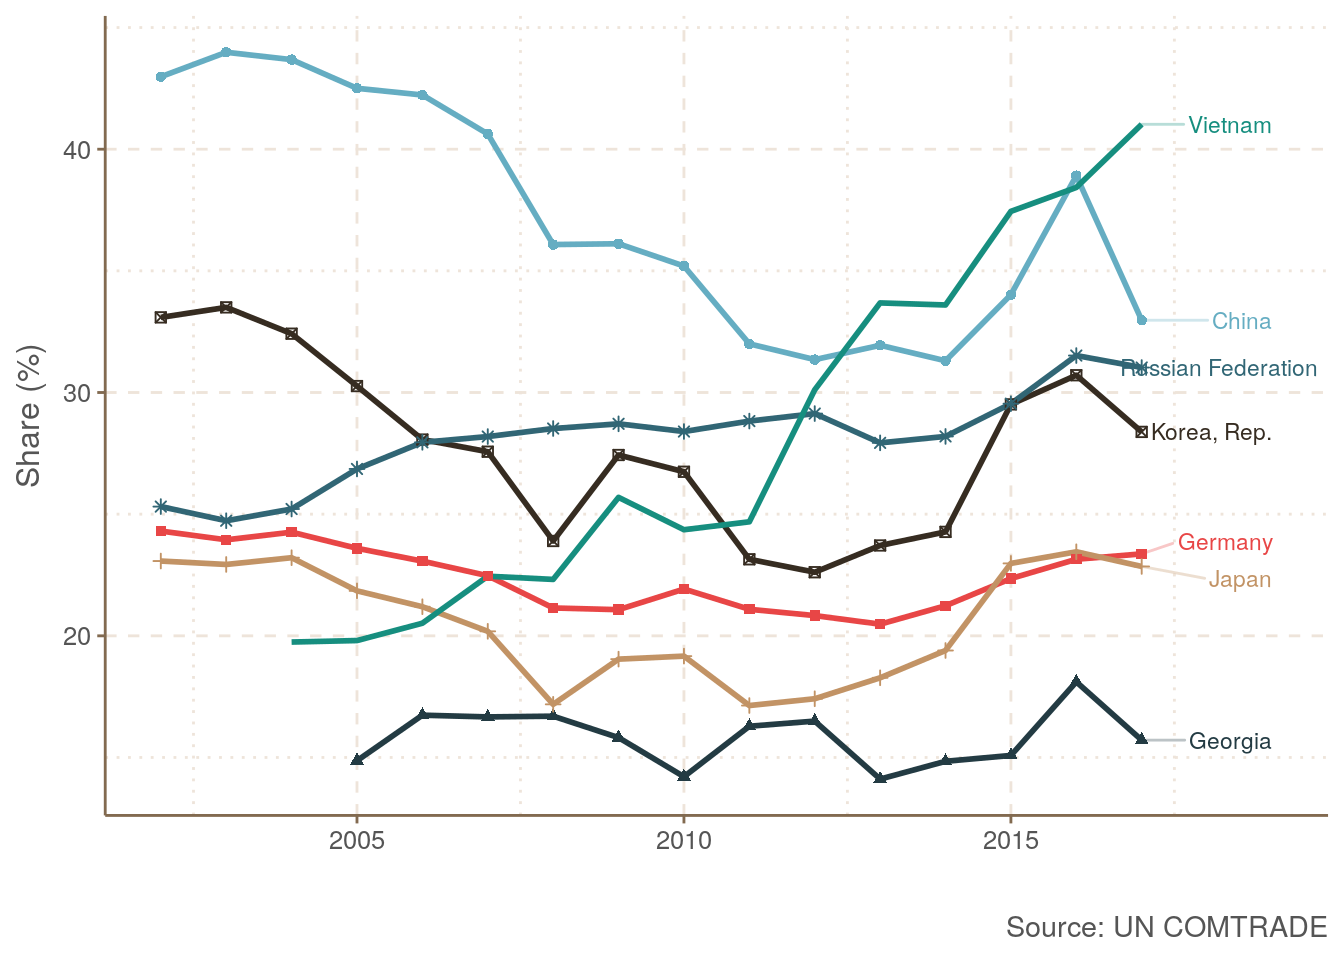 Share (%)
40
30
20
2005
2010
2015
Vietnam
China
Russian Federation
Korea, Rep.
Germany
Japan
Georgia
Source: UN COMTRADE